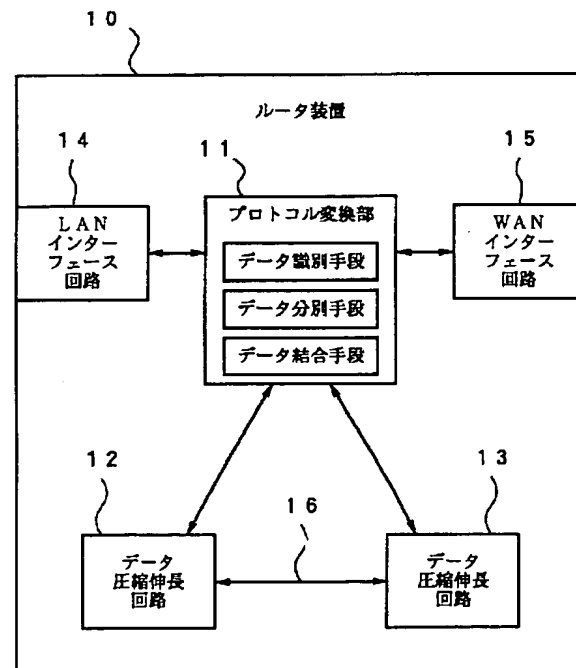 10
ルータ装置
14
11
15
LAN
インター
フェース
回路
プロトコル変換部
データ識別手段
データ分別手段
データ結合手段
WAN
インター
フェース
回路
12
16
13
データ
圧縮伸長
回路
データ
圧縮伸長
回路